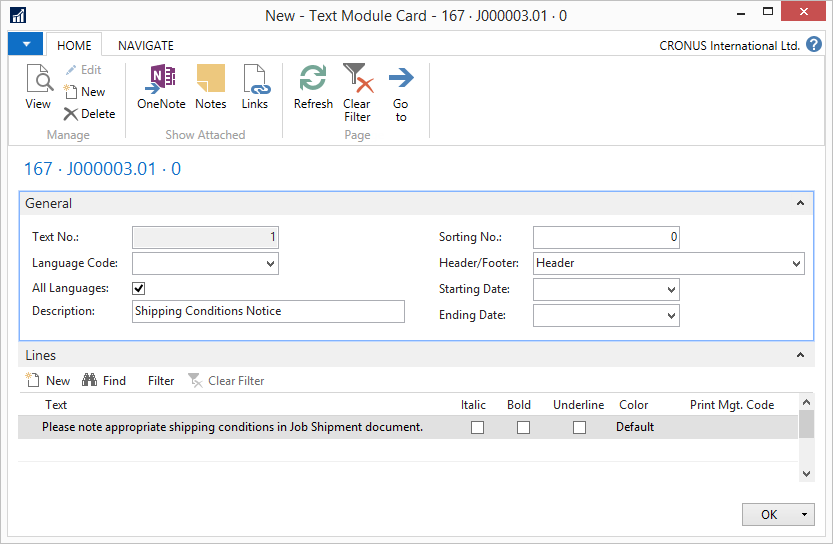 New - Text Module Card - 167 · J000003.01 · 0
HOME NAVIGATE CRONUS International Ltd. ?
View Edit New Delete OneNote Notes Links Refresh Clear Filter Go to
Manage Show Attached Page
167 · J000003.01 · 0
General
Text No.: 1 Sorting No.: 0
Language Code: Header/Footer: Header
All Languages: Starting Date:
Description: Shipping Conditions Notice Ending Date:
Lines
New Find Filter Clear Filter
Text Italic Bold Underline Color Print Mgt. Code
Please note appropriate shipping conditions in Job Shipment document. Default
OK